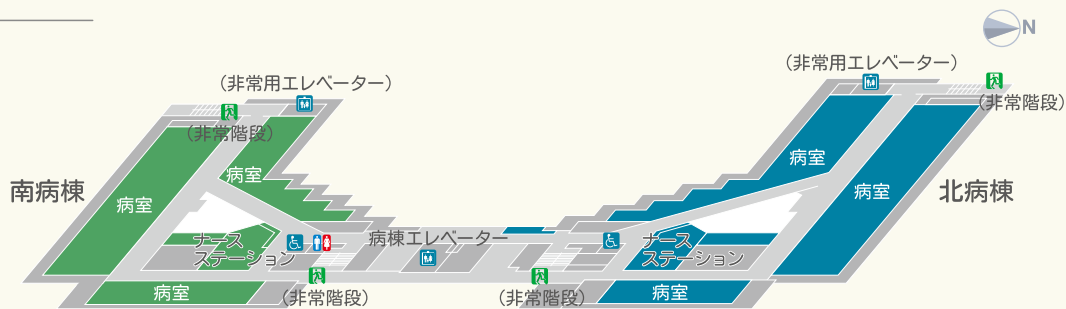 N
(非常用エレベーター)
(非常用エレベーター)
(非常階段)
(非常階段)
病室
病室
病室
病室
南病棟
北病棟
病室
ナース
ステーション
病棟エレベーター
ナース
ステーション
病室
(非常階段)
(非常階段)
病室